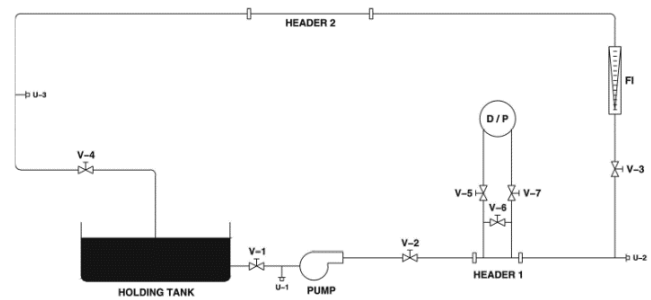 HEADER 2
FI
U-3
D / P
V-4
V-3
V-5
V-7
V-6
V-1
V-2
U-2
U-1
PUMP
HEADER 1
HOLDING TANK